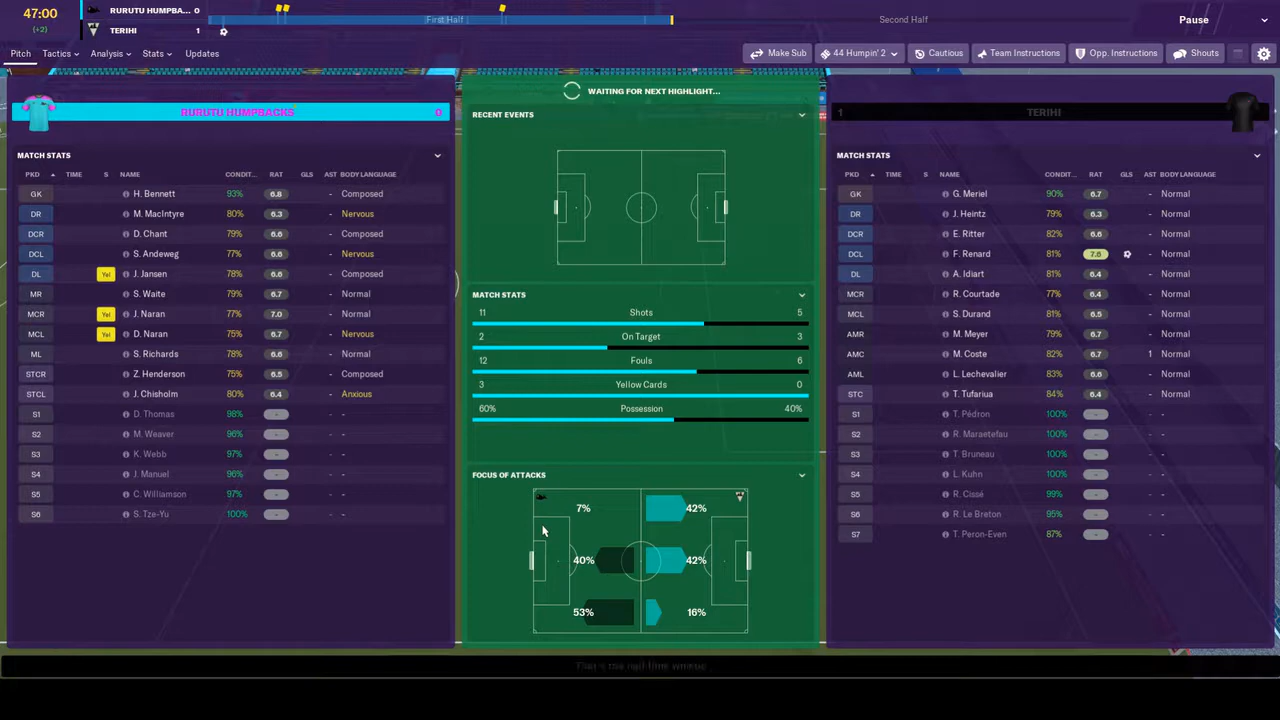 47:00
(+2)
RURUTU HUMPBA... 0
TERIHI 1
First Half
Second Half
Pause
Pitch Tactics Analysis Stats Updates
Make Sub 44 Humpin' 2 Cautious Team Instructions Opp. Instructions Shouts
RURUTU HUMPBACKS 0
MATCH STATS
PKD TIME S NAME CONDIT... RAT GLS AST BODY LANGUAGE
GK H. Bennett 93% 6.8 - Composed
DR M. MacIntyre 80% 6.3 - Nervous
DCR D. Chant 79% 6.6 - Composed
DCL S. Andeweg 77% 6.6 - Nervous
DL Yel J. Jansen 78% 6.6 - Composed
MR S. Waite 79% 6.7 - Normal
MCR Yel J. Naran 77% 7.0 - Normal
MCL Yel D. Naran 75% 6.7 - Nervous
ML S. Richards 78% 6.6 - Normal
STCR Z. Henderson 75% 6.5 - Composed
STCL J. Chisholm 80% 6.4 - Anxious
S1 D. Thomas 98% - - -
S2 M. Weaver 96% - - -
S3 K. Webb 97% - - -
S4 J. Manuel 96% - - -
S5 C. Williamson 97% - - -
S6 S. Tze-Yu 100% - - -
WAITING FOR NEXT HIGHLIGHT...
RECENT EVENTS
MATCH STATS
11 Shots 5
2 On Target 3
12 Fouls 6
3 Yellow Cards 0
60% Possession 40%
FOCUS OF ATTACKS
7% 42%
40% 42%
53% 16%
1 TERIHI
MATCH STATS
PKD TIME S NAME CONDIT... RAT GLS AST BODY LANGUAGE
GK G. Meriel 90% 6.7 - Normal
DR J. Heintz 79% 6.3 - Normal
DCR E. Ritter 82% 6.6 - Normal
DCL F. Renard 81% 7.8 - Normal
DL A. Idiart 81% 6.4 - Normal
MCR R. Courtade 77% 6.4 - Normal
MCL S. Durand 81% 6.5 - Normal
AMR M. Meyer 79% 6.7 - Normal
AMC M. Coste 82% 6.7 1 Normal
AML L. Lechevalier 83% 6.6 - Normal
STC T. Tufariua 84% 6.4 - Normal
S1 T. Pédron 100% - - -
S2 R. Maraetefau 100% - - -
S3 T. Bruneau 100% - - -
S4 L. Kuhn 100% - - -
S5 R. Cissé 99% - - -
S6 R. Le Breton 95% - - -
S7 T. Peron-Even 87% - - -
That's the half time whistle